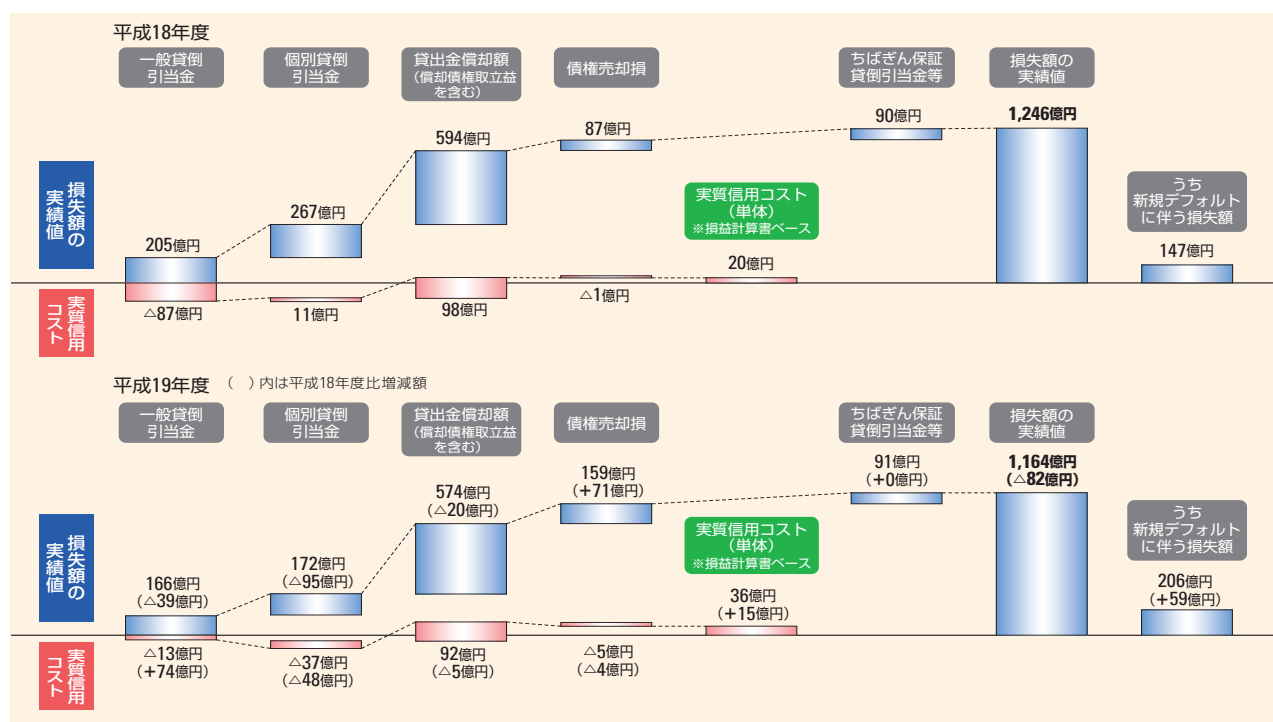 平成18年度
一般貸倒
引当金
個別貸倒
引当金
貸出金償却額
(償却債権取立益
を含む)
債権売却損
ちばぎん保証
貸倒引当金等
損失額の
実績値
損失額の
実績値
205億円
267億円
594億円
87億円
90億円
1,246億円
実質信用コスト
(単体)
※損益計算書ベース
20億円
うち
新規デフォルト
に伴う損失額
147億円
実質信用
コスト
△87億円
11億円
98億円
△1億円
平成19年度 ( )内は平成18年度比増減額
一般貸倒
引当金
個別貸倒
引当金
貸出金償却額
(償却債権取立益
を含む)
債権売却損
ちばぎん保証
貸倒引当金等
損失額の
実績値
損失額の
実績値
166億円
(△39億円)
172億円
(△95億円)
574億円
(△20億円)
159億円
(+71億円)
91億円
(+0億円)
1,164億円
(△82億円)
実質信用コスト
(単体)
※損益計算書ベース
36億円
(+15億円)
うち
新規デフォルト
に伴う損失額
206億円
(+59億円)
実質信用
コスト
△13億円
(+74億円)
△37億円
(△48億円)
92億円
(△5億円)
△5億円
(△4億円)